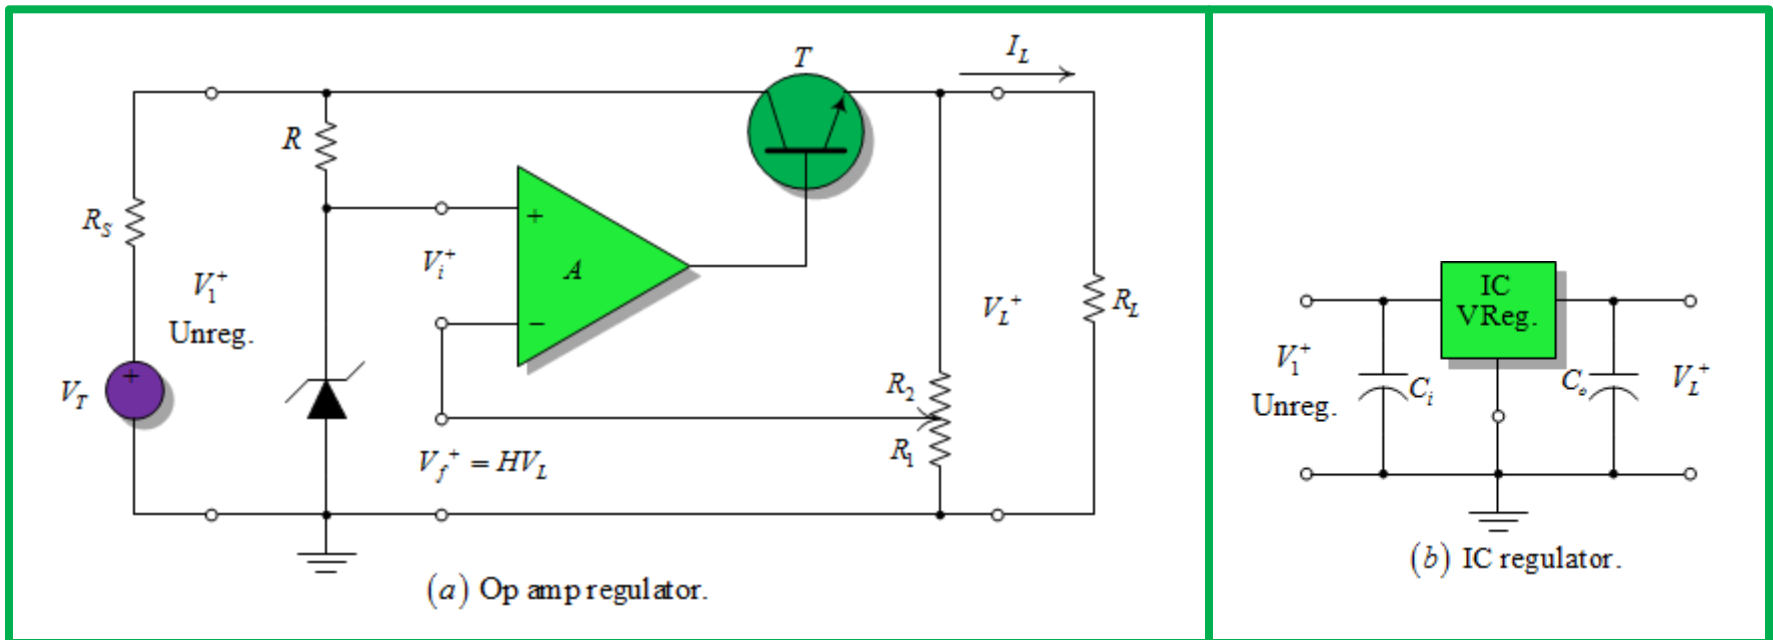 T
I_L
R
R_S
+
V_i^+
A
V_1^+
Unreg.
−
V_L^+
R_L
+
V_T
R_2
R_1
V_f^+ = HV_L
(a) Op amp regulator.
IC
VReg.
V_1^+
Unreg.
C_i
C_o
V_L^+
(b) IC regulator.